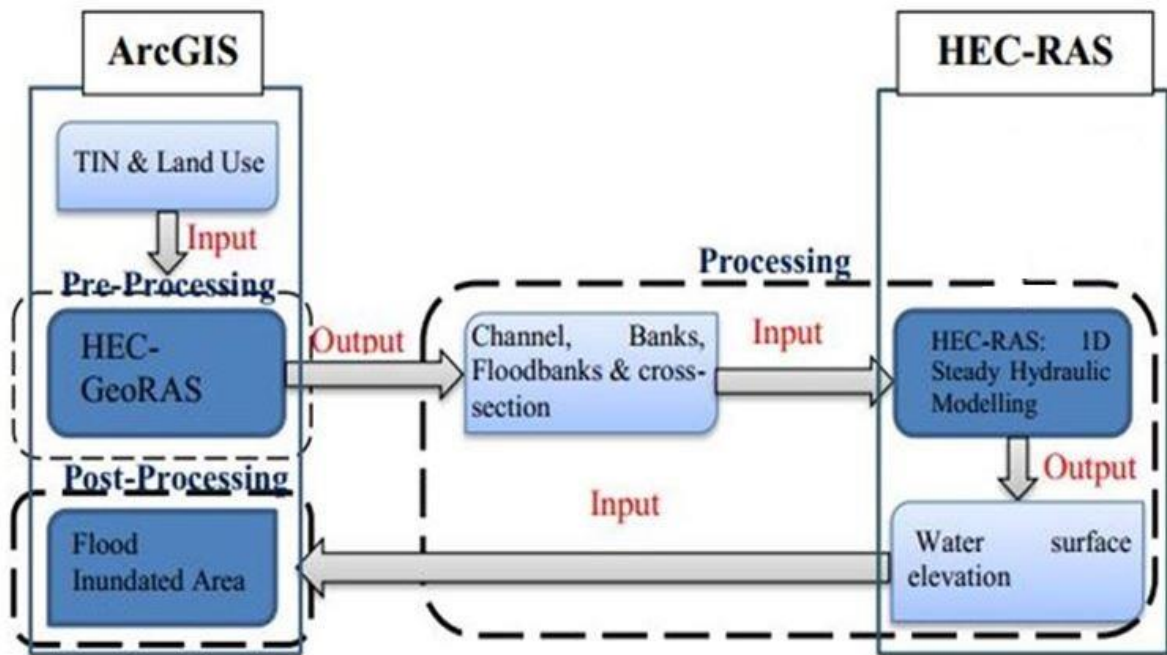 ArcGIS
HEC-RAS
TIN & Land Use
Input
Pre-Processing
Processing
HEC-
GeoRAS
Output
Channel, Banks,
Floodbanks & cross-
section
Input
HEC-RAS: 1D
Steady Hydraulic
Modelling
Output
Post-Processing
Input
Flood
Inundated Area
Water surface
elevation